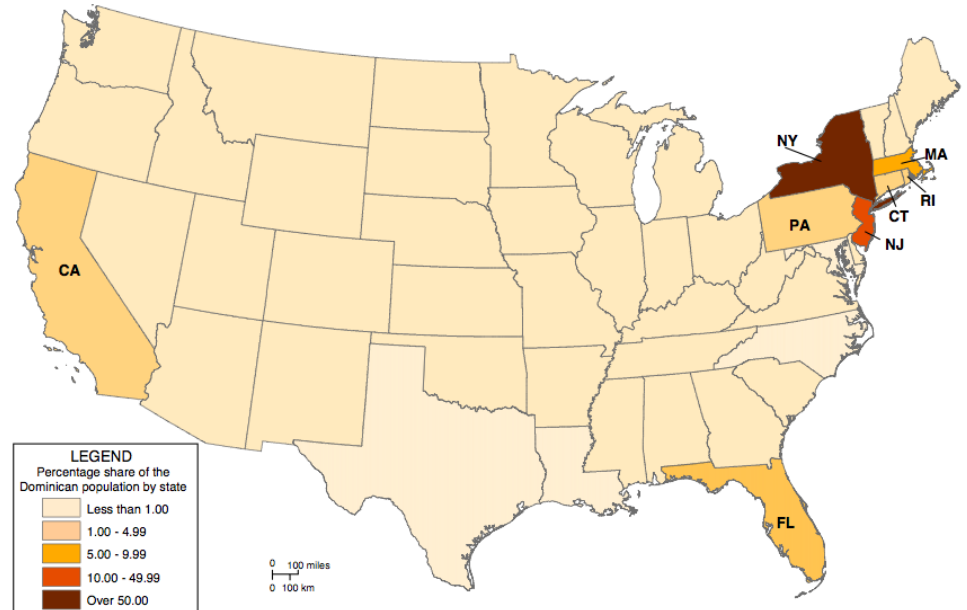 NY
MA
RI
CT
PA
NJ
CA
FL
LEGEND
Percentage share of the
Dominican population by state
Less than 1.00
1.00 - 4.99
5.00 - 9.99
10.00 - 49.99
Over 50.00
0 100 miles
0 100 km